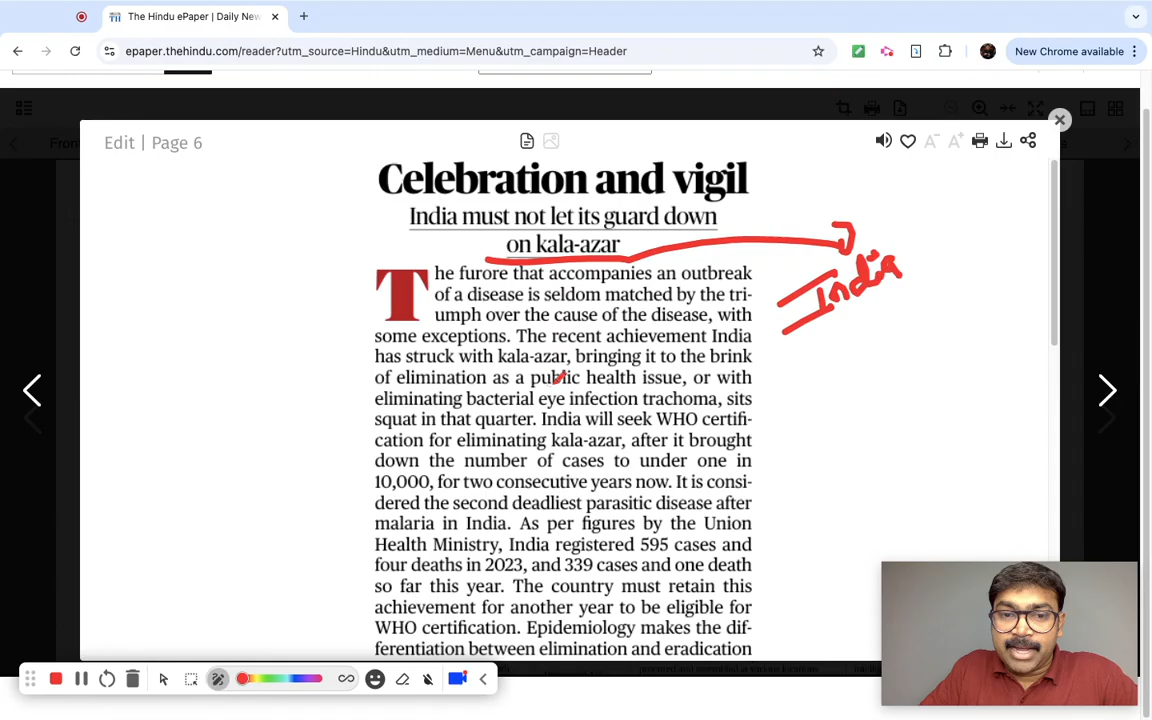 The Hindu ePaper | Daily New
epaper.thehindu.com/reader?utm_source=Hindu&utm_medium=Menu&utm_campaign=Header
New Chrome available
Edit | Page 6
A⁻ A⁺
Celebration and vigil
India must not let its guard down
on kala-azar
India
The furore that accompanies an outbreak
of a disease is seldom matched by the tri-
umph over the cause of the disease, with
some exceptions. The recent achievement India
has struck with kala-azar, bringing it to the brink
of elimination as a public health issue, or with
eliminating bacterial eye infection trachoma, sits
squat in that quarter. India will seek WHO certifi-
cation for eliminating kala-azar, after it brought
down the number of cases to under one in
10,000, for two consecutive years now. It is consi-
dered the second deadliest parasitic disease after
malaria in India. As per figures by the Union
Health Ministry, India registered 595 cases and
four deaths in 2023, and 339 cases and one death
so far this year. The country must retain this
achievement for another year to be eligible for
WHO certification. Epidemiology makes the dif-
ferentiation between elimination and eradication